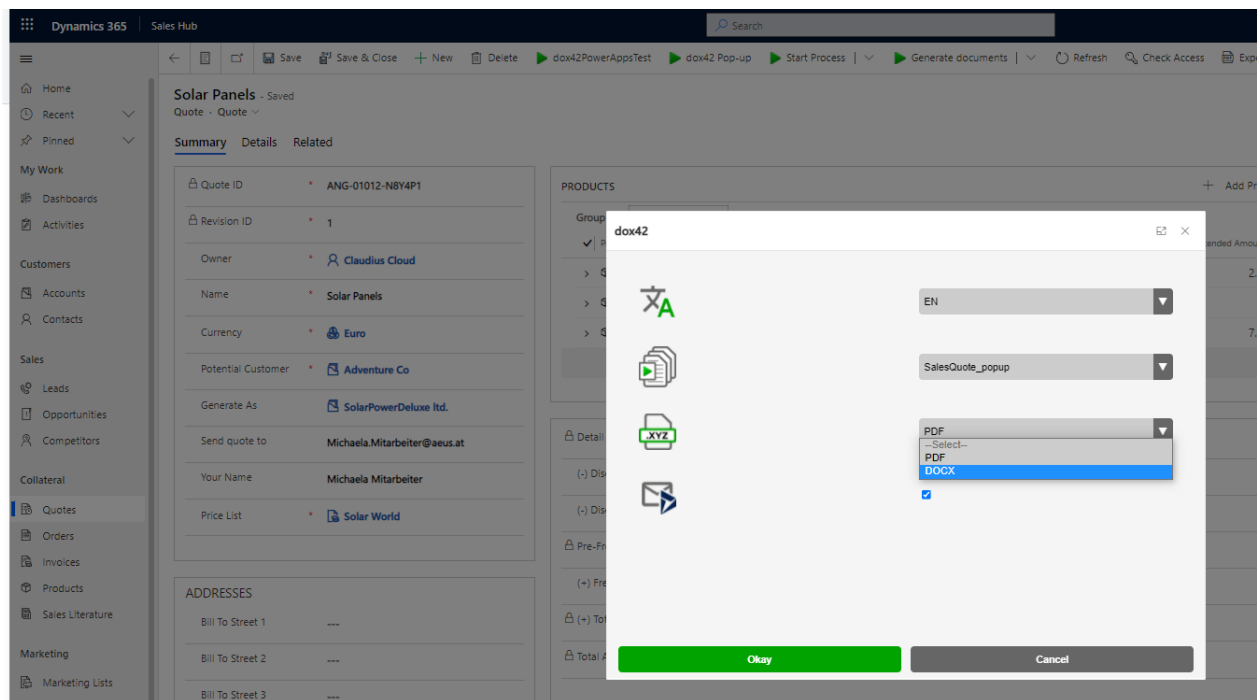 Dynamics 365 Sales Hub Search
Save Save & Close New Delete dox42PowerAppsTest dox42 Pop-up Start Process Generate documents Refresh Check Access
Home
Recent
Pinned
My Work
Dashboards
Activities
Customers
Accounts
Contacts
Sales
Leads
Opportunities
Competitors
Collateral
Quotes
Orders
Invoices
Products
Sales Literature
Marketing
Marketing Lists
Solar Panels - Saved
Quote · Quote
Summary Details Related
Quote ID * ANG-01012-N8Y4P1
Revision ID * 1
Owner * Claudius Cloud
Name * Solar Panels
Currency * Euro
Potential Customer * Adventure Co
Generate As SolarPowerDeluxe ltd.
Send quote to Michaela.Mitarbeiter@aeus.at
Your Name Michaela Mitarbeiter
Price List * Solar World
ADDRESSES
Bill To Street 1 ---
Bill To Street 2 ---
Bill To Street 3 ---
PRODUCTS + Add
Group
2.
7.
Detail
(-)
(-)
(+)
(+)
Total
dox42
A
EN
SalesQuote_popup
.XYZ
PDF
--Select--
PDF
DOCX
Okay Cancel